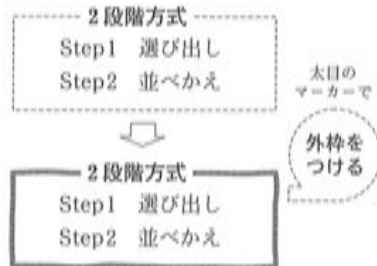 2段階方式
Step1 選び出し
Step2 並べかえ
太目の
マーカーで
外枠を
つける
2段階方式
Step1 選び出し
Step2 並べかえ